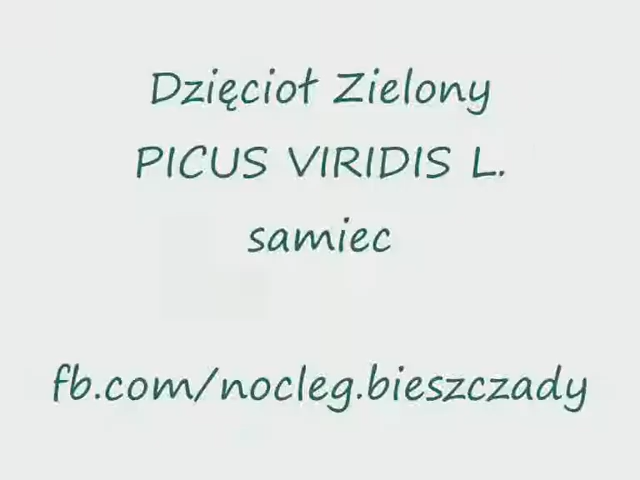 Dzięcioł Zielony
PICUS VIRIDIS L.
samiec
fb.com/nocleg.bieszczady